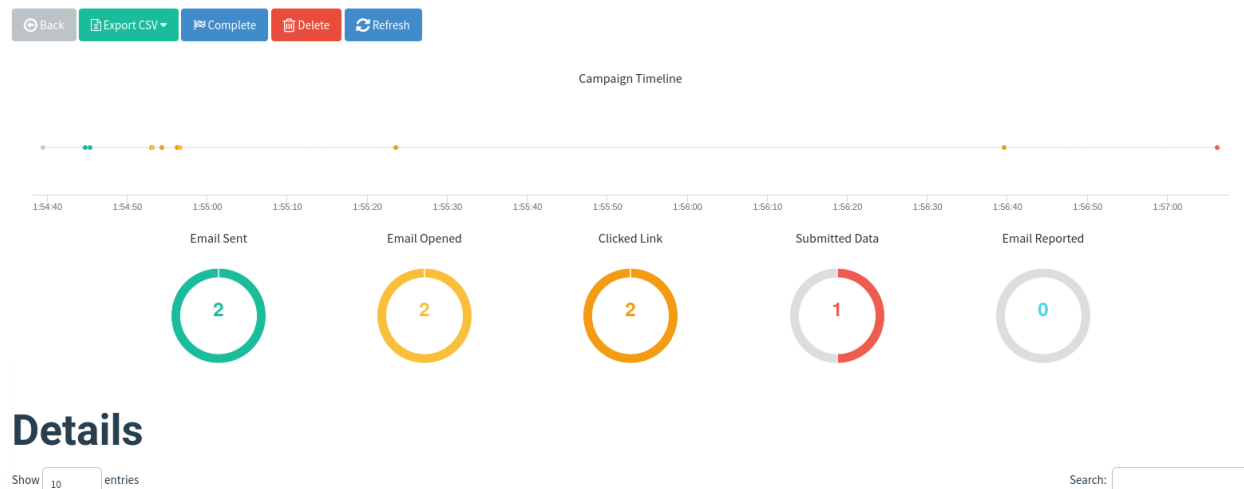 Back Export CSV Complete Delete Refresh
Campaign Timeline
1:54:40 1:54:50 1:55:00 1:55:10 1:55:20 1:55:30 1:55:40 1:55:50 1:56:00 1:56:10 1:56:20 1:56:30 1:56:40 1:56:50 1:57:00
Email Sent Email Opened Clicked Link Submitted Data Email Reported
2 2 2 1 0
Details
Show 10 entries Search: